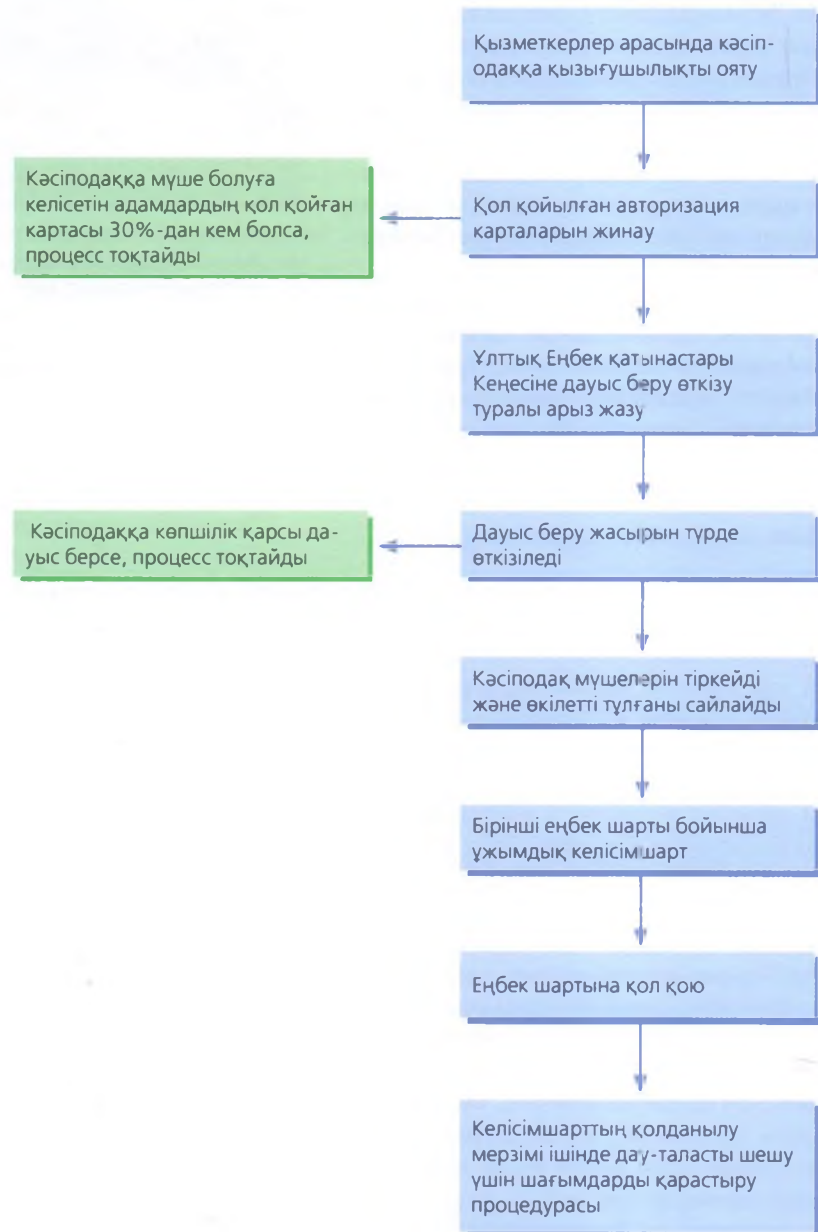 Қызметкерлер арасында кәсіп-
одаққа қызығушылықты ояту
Кәсіподаққа мүше болуға
келісетін адамдардың қол қойған
картасы 30%-дан кем болса,
процесс тоқтайды
Қол қойылған авторизация
карталарын жинау
Ұлттық Еңбек қатынастары
Кеңесіне дауыс беру өткізу
туралы арыз жазу
Кәсіподаққа көпшілік қарсы да-
уыс берсе, процесс тоқтайды
Дауыс беру жасырын түрде
өткізіледі
Кәсіподақ мүшелерін тіркейді
және өкілетті тұлғаны сайлайды
Бірінші еңбек шарты бойынша
ұжымдық келісімшарт
Еңбек шартына қол қою
Келісімшарттың қолданылу
мерзімі ішінде дау-таласты шешу
үшін шағымдарды қарастыру
процедурасы